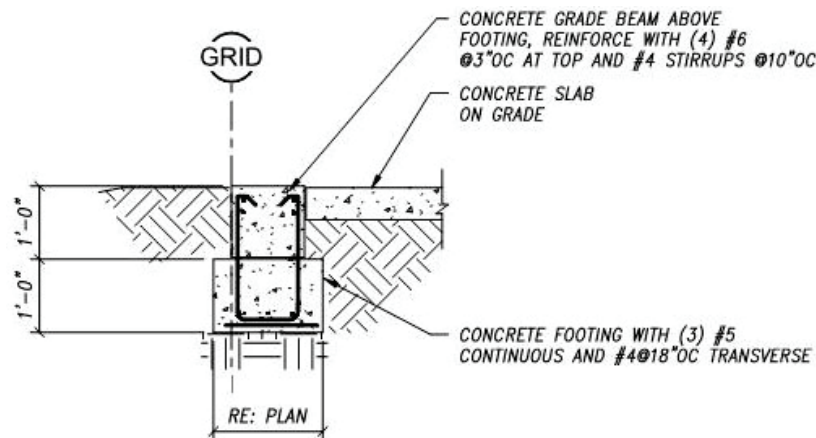 CONCRETE GRADE BEAM ABOVE
FOOTING, REINFORCE WITH (4) #6
@3"OC AT TOP AND #4 STIRRUPS @10"OC
GRID
CONCRETE SLAB
ON GRADE
1'-0"
1'-0"
CONCRETE FOOTING WITH (3) #5
CONTINUOUS AND #4@18"OC TRANSVERSE
RE: PLAN